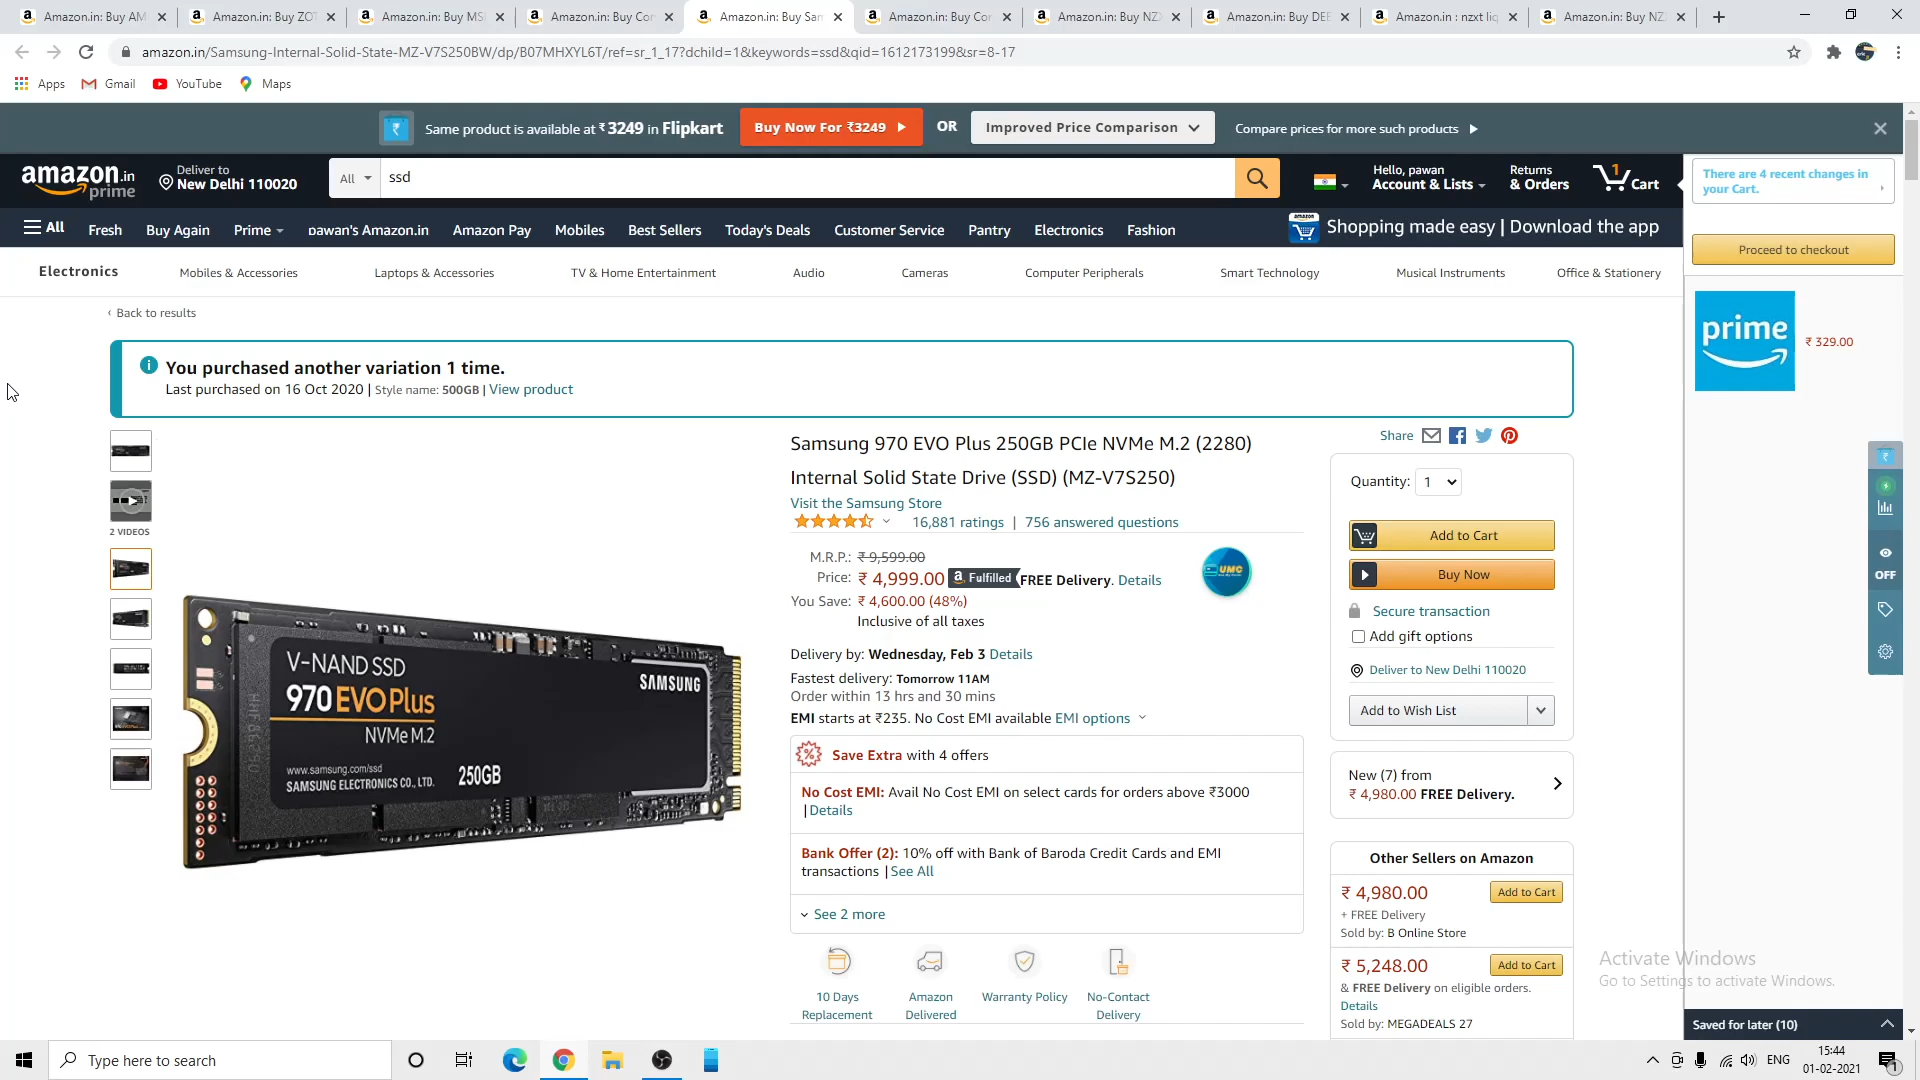 Amazon.in: Buy AM
Amazon.in: Buy ZOT
Amazon.in: Buy MS
Amazon.in: Buy Cor
Amazon.in: Buy San
Amazon.in: Buy Cor
Amazon.in: Buy NZX
Amazon.in: Buy DEE
Amazon.in : nzxt liq
Amazon.in: Buy NZ
amazon.in/Samsung-Internal-Solid-State-MZ-V7S250BW/dp/B07MHXYL6T/ref=sr_1_17?dchild=1&keywords=ssd&qid=1612173199&sr=8-17
Apps
Gmail
YouTube
Maps
Same product is available at ₹ 3249 in Flipkart
Buy Now For ₹3249
OR
Improved Price Comparison
Compare prices for more such products
amazon.in
prime
Deliver to
New Delhi 110020
All
ssd
Hello, pawan
Account & Lists
Returns
& Orders
1
Cart
There are 4 recent changes in
your Cart.
All
Fresh
Buy Again
Prime
pawan's Amazon.in
Amazon Pay
Mobiles
Best Sellers
Today's Deals
Customer Service
Pantry
Electronics
Fashion
amazon
Shopping made easy | Download the app
Proceed to checkout
Electronics
Mobiles & Accessories
Laptops & Accessories
TV & Home Entertainment
Audio
Cameras
Computer Peripherals
Smart Technology
Musical Instruments
Office & Stationery
‹ Back to results
prime
₹ 329.00
You purchased another variation 1 time.
Last purchased on 16 Oct 2020 | Style name: 500GB | View product
2 VIDEOS
V-NAND SSD
970 EVO Plus
NVMe M.2
SAMSUNG
www.samsung.com/ssd
SAMSUNG ELECTRONICS CO., LTD.
250GB
Samsung 970 EVO Plus 250GB PCIe NVMe M.2 (2280)
Internal Solid State Drive (SSD) (MZ-V7S250)
Visit the Samsung Store
16,881 ratings | 756 answered questions
M.R.P.: ₹ 9,599.00
Price: ₹ 4,999.00 Fulfilled FREE Delivery. Details
UMC
You Save: ₹ 4,600.00 (48%)
Inclusive of all taxes
Delivery by: Wednesday, Feb 3 Details
Fastest delivery: Tomorrow 11AM
Order within 13 hrs and 30 mins
EMI starts at ₹235. No Cost EMI available EMI options
Save Extra with 4 offers
No Cost EMI: Avail No Cost EMI on select cards for orders above ₹3000
| Details
Bank Offer (2): 10% off with Bank of Baroda Credit Cards and EMI
transactions | See All
See 2 more
10 Days
Replacement
Amazon
Delivered
Warranty Policy
No-Contact
Delivery
Share
Quantity: 1
Add to Cart
Buy Now
Secure transaction
Add gift options
Deliver to New Delhi 110020
Add to Wish List
New (7) from
₹ 4,980.00 FREE Delivery.
Other Sellers on Amazon
₹ 4,980.00
Add to Cart
+ FREE Delivery
Sold by: B Online Store
₹ 5,248.00
Add to Cart
& FREE Delivery on eligible orders.
Details
Sold by: MEGADEALS 27
OFF
Activate Windows
Go to Settings to activate Windows.
Saved for later (10)
Type here to search
ENG
15:44
01-02-2021
1